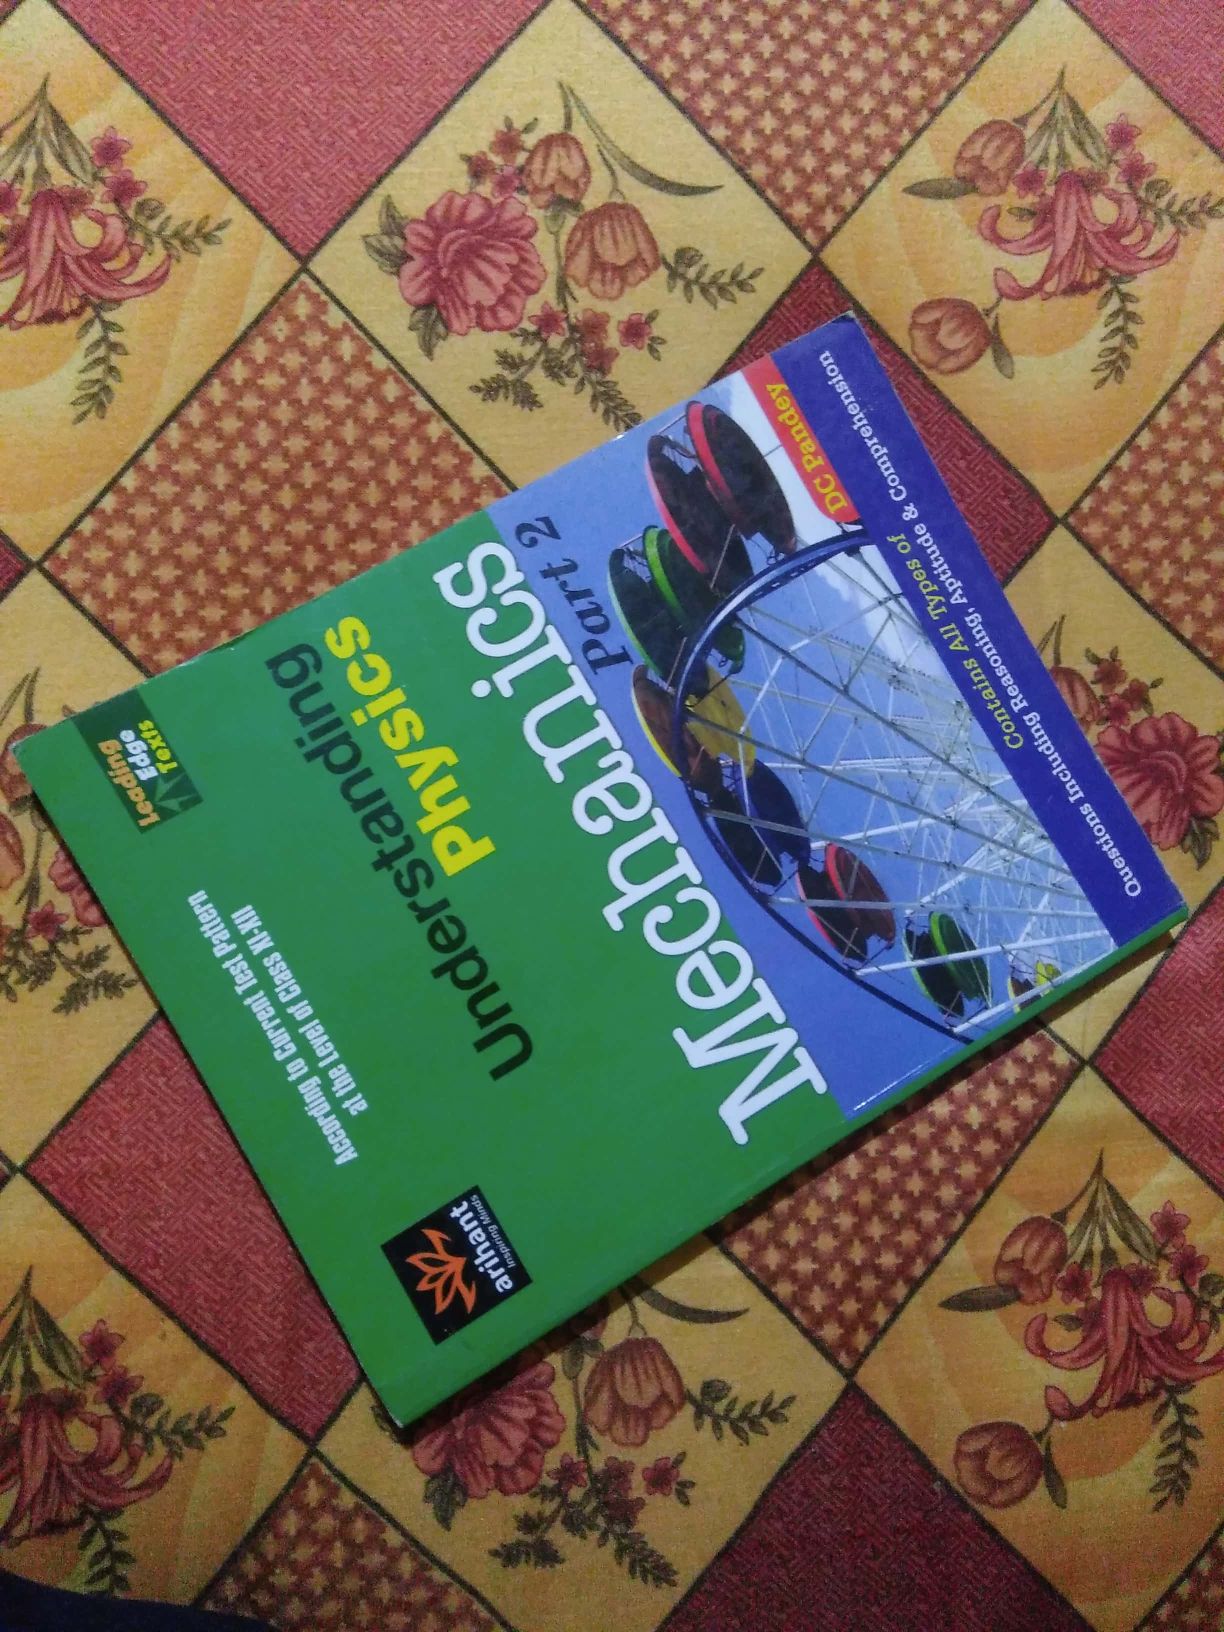 Leading
Edge
Texts
According to Current Test Pattern
at the Level of Class XI-XII
Understanding
Physics
Mechanics
Part 2
DC Pandey
Contains All Types of
Questions Including Reasoning, Aptitude & Comprehension
arihant
Inspiring Minds